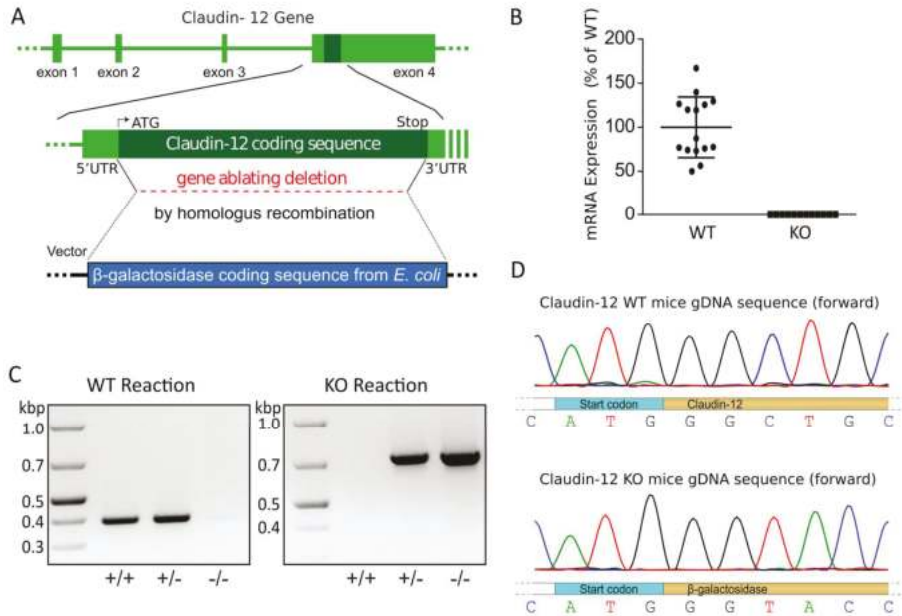 A
Claudin- 12 Gene
exon 1
exon 2
exon 3
exon 4
ATG
Stop
Claudin-12 coding sequence
5'UTR
3'UTR
gene ablating deletion
by homologus recombination
Vector
β-galactosidase coding sequence from E. coli
B
mRNA Expression (% of WT)
200
150
100
50
0
WT
KO
C
WT Reaction
kbp
1.0
0.7
0.5
0.4
0.3
+/+
+/-
-/-
KO Reaction
kbp
1.0
0.7
0.5
0.4
+/+
+/-
-/-
D
Claudin-12 WT mice gDNA sequence (forward)
Start codon
Claudin-12
C A T G G G C T G C
Claudin-12 KO mice gDNA sequence (forward)
Start codon
β-galactosidase
C A T G G G T A C C